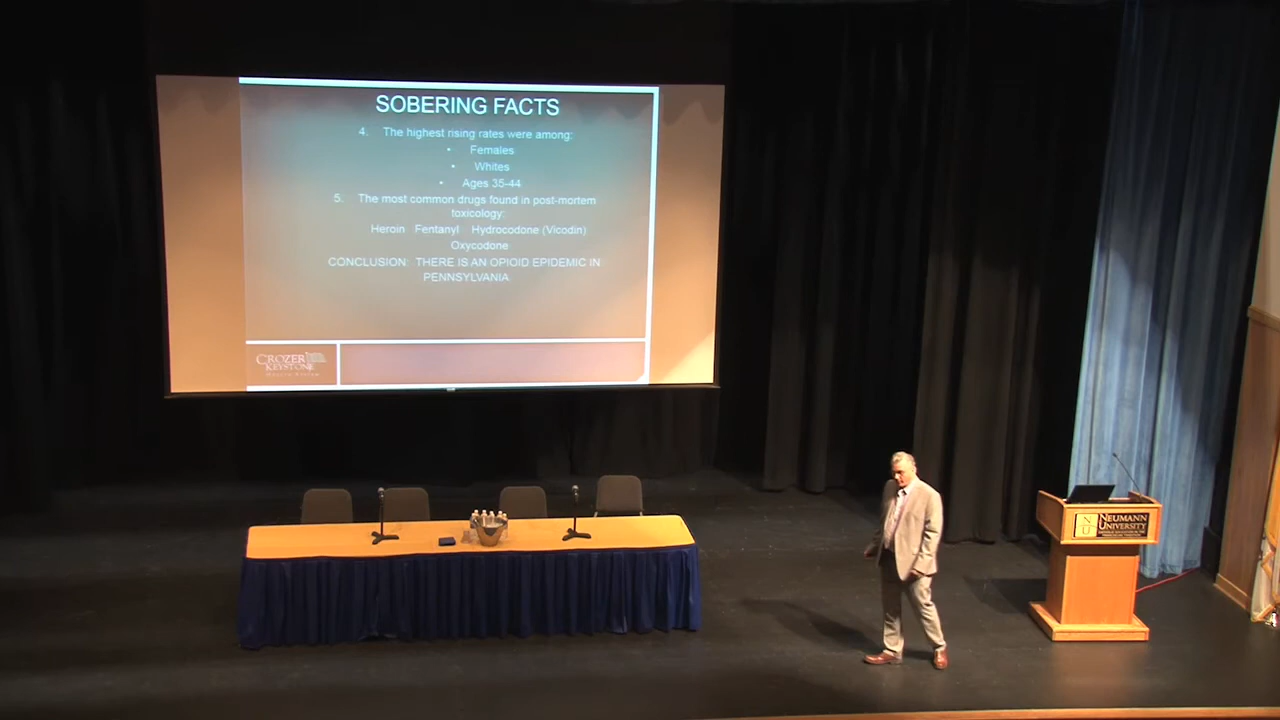 SOBERING FACTS
4. The highest rising rates were among:
• Females
• Whites
• Ages 35-44
5. The most common drugs found in post-mortem
toxicology:
Heroin Fentanyl Hydrocodone (Vicodin)
Oxycodone
CONCLUSION: THERE IS AN OPIOID EPIDEMIC IN
PENNSYLVANIA
CROZER
KEYSTONE
N
U
NEUMANN
UNIVERSITY